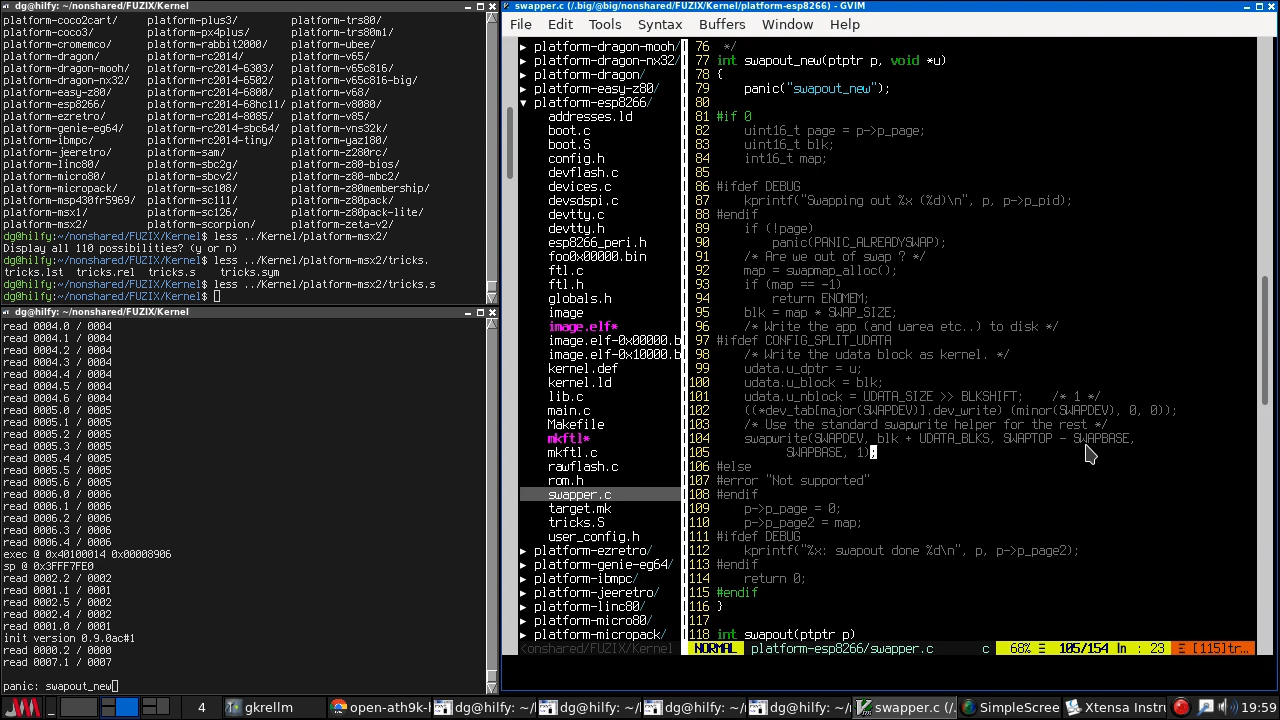 dg@hilfy: ~/nonshared/FUZIX/Kernel
platform-coco2cart/ platform-plus3/ platform-trs80/
platform-coco3/ platform-px4plus/ platform-trs80m1/
platform-cromemco/ platform-rabbit2000/ platform-ubee/
platform-dragon/ platform-rc2014/ platform-v65/
platform-dragon-mooh/ platform-rc2014-6303/ platform-v65c816/
platform-dragon-nx32/ platform-rc2014-6502/ platform-v65c816-big/
platform-easy-z80/ platform-rc2014-6800/ platform-v68/
platform-esp8266/ platform-rc2014-68hc11/ platform-v8080/
platform-ezretro/ platform-rc2014-8085/ platform-v85/
platform-genie-eg64/ platform-rc2014-sbc64/ platform-vns32k/
platform-ibmpc/ platform-rc2014-tiny/ platform-yaz180/
platform-jeeretro/ platform-sam/ platform-z280rc/
platform-linc80/ platform-sbc2g/ platform-z80-bios/
platform-micro80/ platform-sbcv2/ platform-z80-mbc2/
platform-micropack/ platform-sc108/ platform-z80membership/
platform-msp430fr5969/ platform-sc111/ platform-z80pack/
platform-msx1/ platform-sc126/ platform-z80pack-lite/
platform-msx2/ platform-scorpion/ platform-zeta-v2/
dg@hilfy:~/nonshared/FUZIX/Kernel$ less ../Kernel/platform-msx2/
Display all 110 possibilities? (y or n)
dg@hilfy:~/nonshared/FUZIX/Kernel$ less ../Kernel/platform-msx2/tricks.
tricks.lst tricks.rel tricks.s tricks.sym
dg@hilfy:~/nonshared/FUZIX/Kernel$ less ../Kernel/platform-msx2/tricks.s
dg@hilfy:~/nonshared/FUZIX/Kernel$
dg@hilfy: ~/nonshared/FUZIX/Kernel
read 0004.0 / 0004
read 0004.1 / 0004
read 0004.2 / 0004
read 0004.3 / 0004
read 0004.4 / 0004
read 0004.5 / 0004
read 0004.6 / 0004
read 0005.0 / 0005
read 0005.1 / 0005
read 0005.2 / 0005
read 0005.3 / 0005
read 0005.4 / 0005
read 0005.5 / 0005
read 0005.6 / 0005
read 0006.0 / 0006
read 0006.1 / 0006
read 0006.2 / 0006
read 0006.3 / 0006
read 0006.4 / 0006
exec @ 0x40100014 0x00008906
sp @ 0x3FFF7FE0
read 0002.2 / 0002
read 0001.1 / 0001
read 0002.5 / 0002
read 0002.4 / 0002
read 0001.0 / 0001
init version 0.9.0ac#1
read 0000.2 / 0000
read 0007.1 / 0007
panic: swapout_new
swapper.c (/.big/@big/nonshared/FUZIX/Kernel/platform-esp8266) - GVIM
File Edit Tools Syntax Buffers Window Help
▶ platform-dragon-mooh/
▶ platform-dragon-nx32/
▶ platform-dragon/
▶ platform-easy-z80/
▼ platform-esp8266/
addresses.ld
boot.c
boot.S
config.h
devflash.c
devices.c
devsdspi.c
devtty.c
devtty.h
esp8266_peri.h
foo0x00000.bin
ftl.c
ftl.h
globals.h
image
image.elf*
image.elf-0x00000.b
image.elf-0x10000.b
kernel.def
kernel.ld
lib.c
main.c
Makefile
mkftl*
mkftl.c
rawflash.c
rom.h
swapper.c
target.mk
tricks.S
user_config.h
▶ platform-ezretro/
▶ platform-genie-eg64/
▶ platform-ibmpc/
▶ platform-jeeretro/
▶ platform-linc80/
▶ platform-micro80/
▶ platform-micropack/
<onshared/FUZIX/Kernel
76 */
77 int swapout_new(ptptr p, void *u)
78 {
79 panic("swapout_new");
80
81 #if 0
82 uint16_t page = p->p_page;
83 uint16_t blk;
84 int16_t map;
85
86 #ifdef DEBUG
87 kprintf("Swapping out %x (%d)\n", p, p->p_pid);
88 #endif
89 if (!page)
90 panic(PANIC_ALREADYSWAP);
91 /* Are we out of swap ? */
92 map = swapmap_alloc();
93 if (map == -1)
94 return ENOMEM;
95 blk = map * SWAP_SIZE;
96 /* Write the app (and uarea etc..) to disk */
97 #ifdef CONFIG_SPLIT_UDATA
98 /* Write the udata block as kernel. */
99 udata.u_dptr = u;
100 udata.u_block = blk;
101 udata.u_nblock = UDATA_SIZE >> BLKSHIFT; /* 1 */
102 ((*dev_tab[major(SWAPDEV)].dev_write) (minor(SWAPDEV), 0, 0));
103 /* Use the standard swapwrite helper for the rest */
104 swapwrite(SWAPDEV, blk + UDATA_BLKS, SWAPTOP - SWAPBASE,
105 SWAPBASE, 1);
106 #else
107 #error "Not supported"
108 #endif
109 p->p_page = 0;
110 p->p_page2 = map;
111 #ifdef DEBUG
112 kprintf("%x: swapout done %d\n", p, p->p_page2);
113 #endif
114 return 0;
115 #endif
116 }
117
118 int swapout(ptptr p)
NORMAL platform-esp8266/swapper.c c 68% Ξ 105/154 ln : 23 Ξ [115]tr…
4 gkrellm open-ath9k-h dg@hilfy: ~/ dg@hilfy: ~/ dg@hilfy: ~/ dg@hilfy: ~/ swapper.c (/. SimpleScree Xtensa Instr 19:59